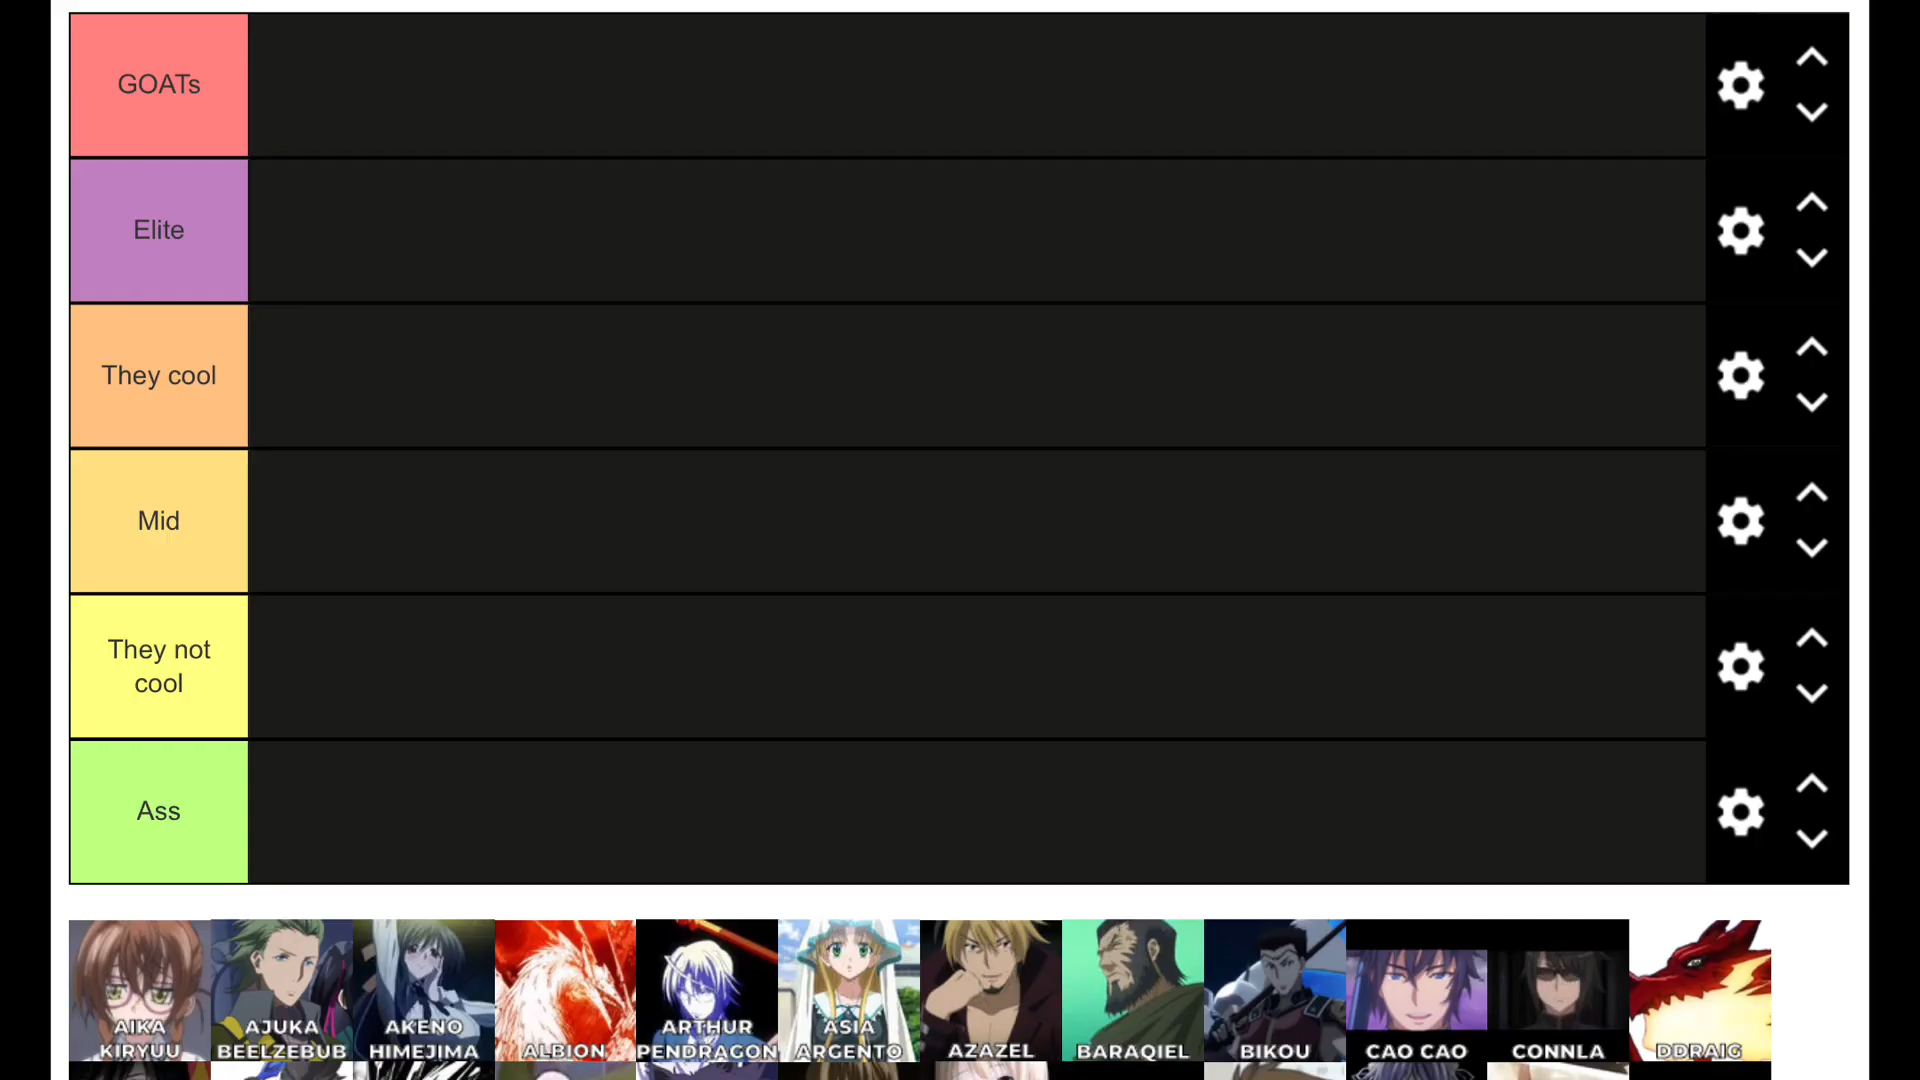 GOATs
Elite
They cool
Mid
They not
cool
Ass
AIKA
KIRYUU
AJUKA
BEELZEBUB
AKENO
HIMEJIMA
ALBION
ARTHUR
PENDRAGON
ASIA
ARGENTO
AZAZEL
BARAQIEL
BIKOU
CAO CAO
CONNLA
DDRAIG